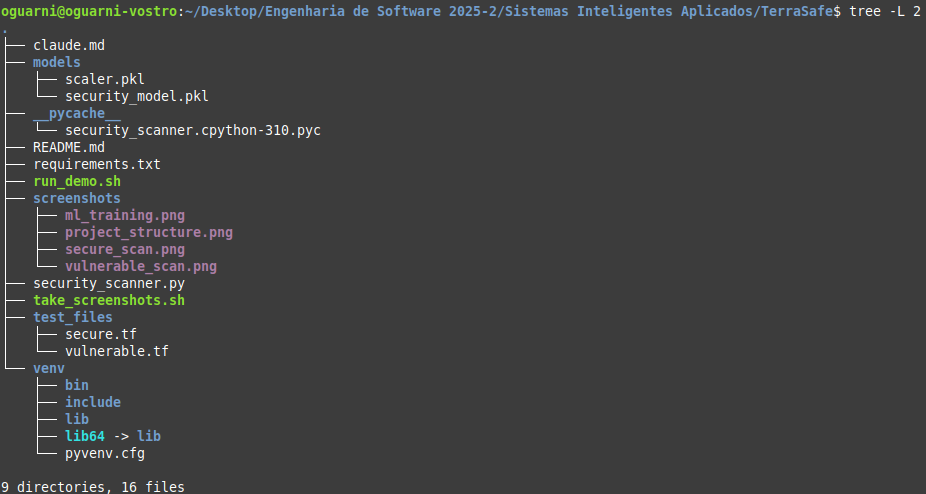 oguarni@oguarni-vostro:~/Desktop/Engenharia de Software 2025-2/Sistemas Inteligentes Aplicados/TerraSafe$ tree -L 2
.
├── claude.md
├── models
│   ├── scaler.pkl
│   └── security_model.pkl
├── __pycache__
│   └── security_scanner.cpython-310.pyc
├── README.md
├── requirements.txt
├── run_demo.sh
├── screenshots
│   ├── ml_training.png
│   ├── project_structure.png
│   ├── secure_scan.png
│   └── vulnerable_scan.png
├── security_scanner.py
├── take_screenshots.sh
├── test_files
│   ├── secure.tf
│   └── vulnerable.tf
└── venv
    ├── bin
    ├── include
    ├── lib
    ├── lib64 -> lib
    └── pyvenv.cfg

9 directories, 16 files